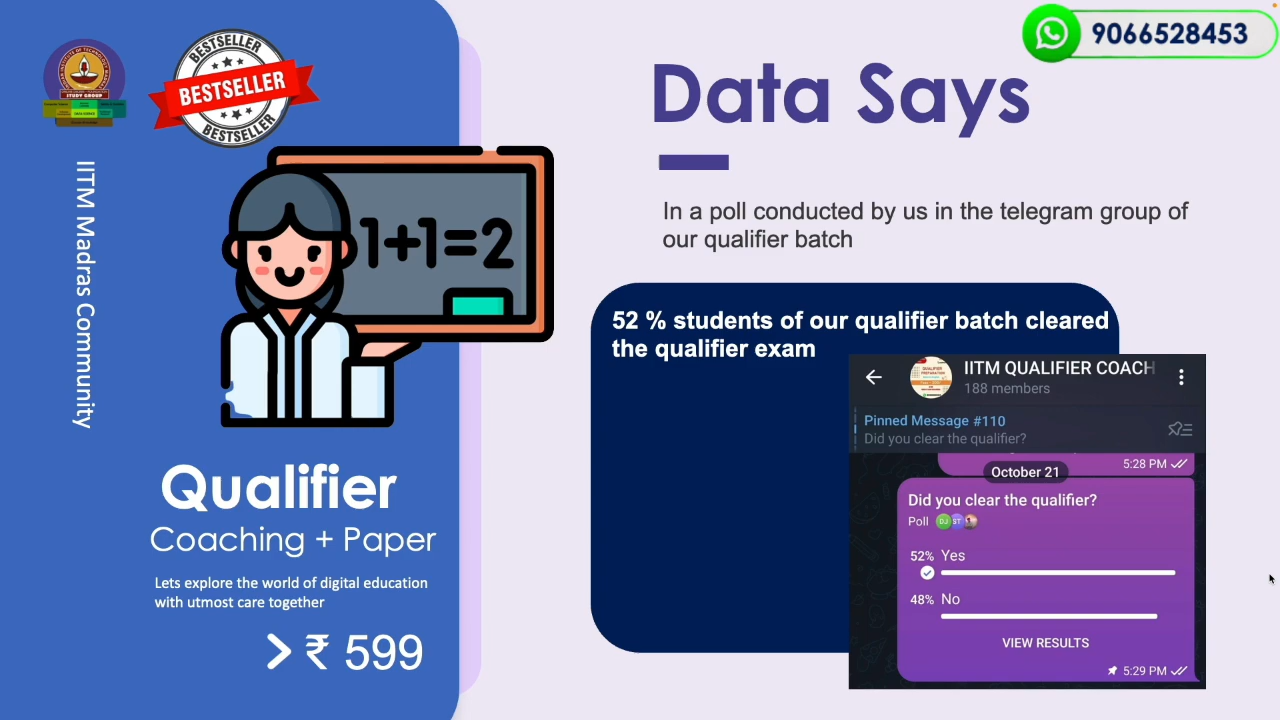 9066528453
BESTSELLER
BESTSELLER
BESTSELLER
STUDY GROUP
IITM Madras Community
1+1=2
Qualifier
Coaching + Paper
Lets explore the world of digital education
with utmost care together
> ₹ 599
Data Says
In a poll conducted by us in the telegram group of
our qualifier batch
52 % students of our qualifier batch cleared
the qualifier exam
IITM QUALIFIER COACH
188 members
Pinned Message #110
Did you clear the qualifier?
5:28 PM
October 21
Did you clear the qualifier?
Poll DJ ST
52% Yes
48% No
VIEW RESULTS
5:29 PM